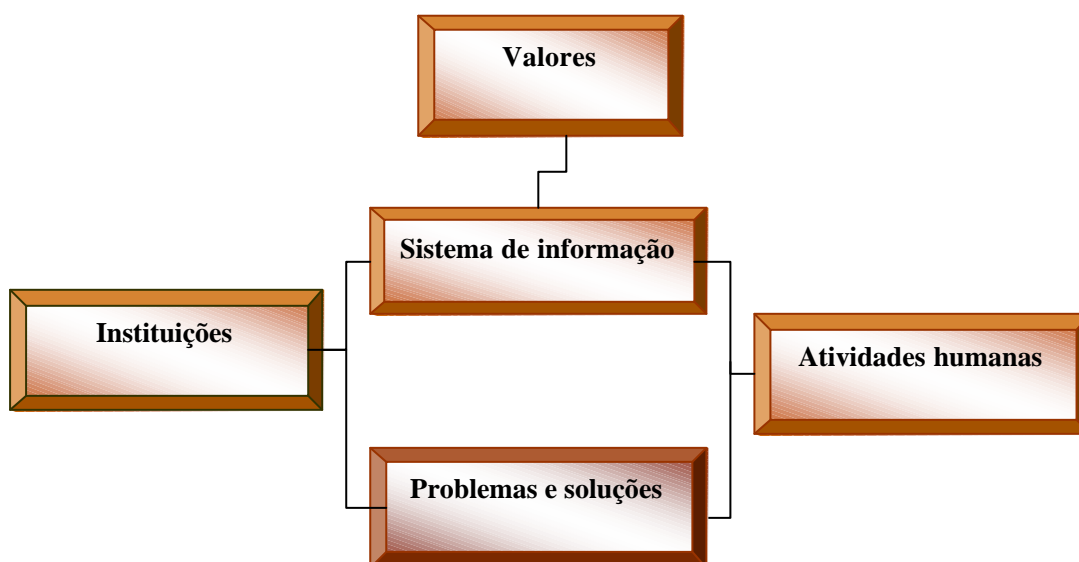 Valores
Sistema de informação
Instituições
Atividades humanas
Problemas e soluções